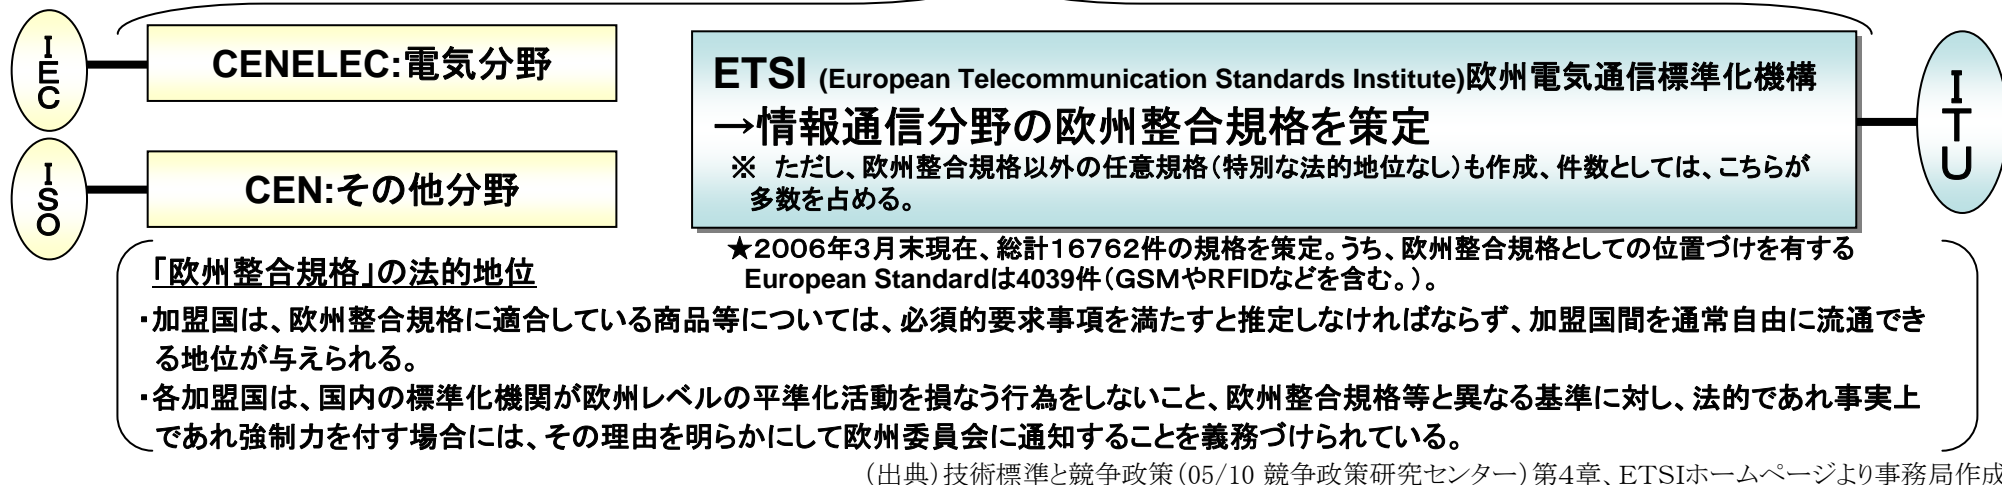 IEC
CENELEC:電気分野
ISO
CEN:その他分野
ETSI (European Telecommunication Standards Institute)欧州電気通信標準化機構
→情報通信分野の欧州整合規格を策定
※ ただし、欧州整合規格以外の任意規格(特別な法的地位なし)も作成、件数としては、こちらが
多数を占める。
ITU
★2006年3月末現在、総計16762件の規格を策定。うち、欧州整合規格としての位置づけを有する
European Standardは4039件(GSMやRFIDなどを含む。)。
「欧州整合規格」の法的地位
・加盟国は、欧州整合規格に適合している商品等については、必須的要求事項を満たすと推定しなければならず、加盟国間を通常自由に流通でき
る地位が与えられる。
・各加盟国は、国内の標準化機関が欧州レベルの平準化活動を損なう行為をしないこと、欧州整合規格等と異なる基準に対し、法的であれ事実上
であれ強制力を付す場合には、その理由を明らかにして欧州委員会に通知することを義務づけられている。
(出典)技術標準と競争政策(05/10 競争政策研究センター)第4章、ETSIホームページより事務局作成